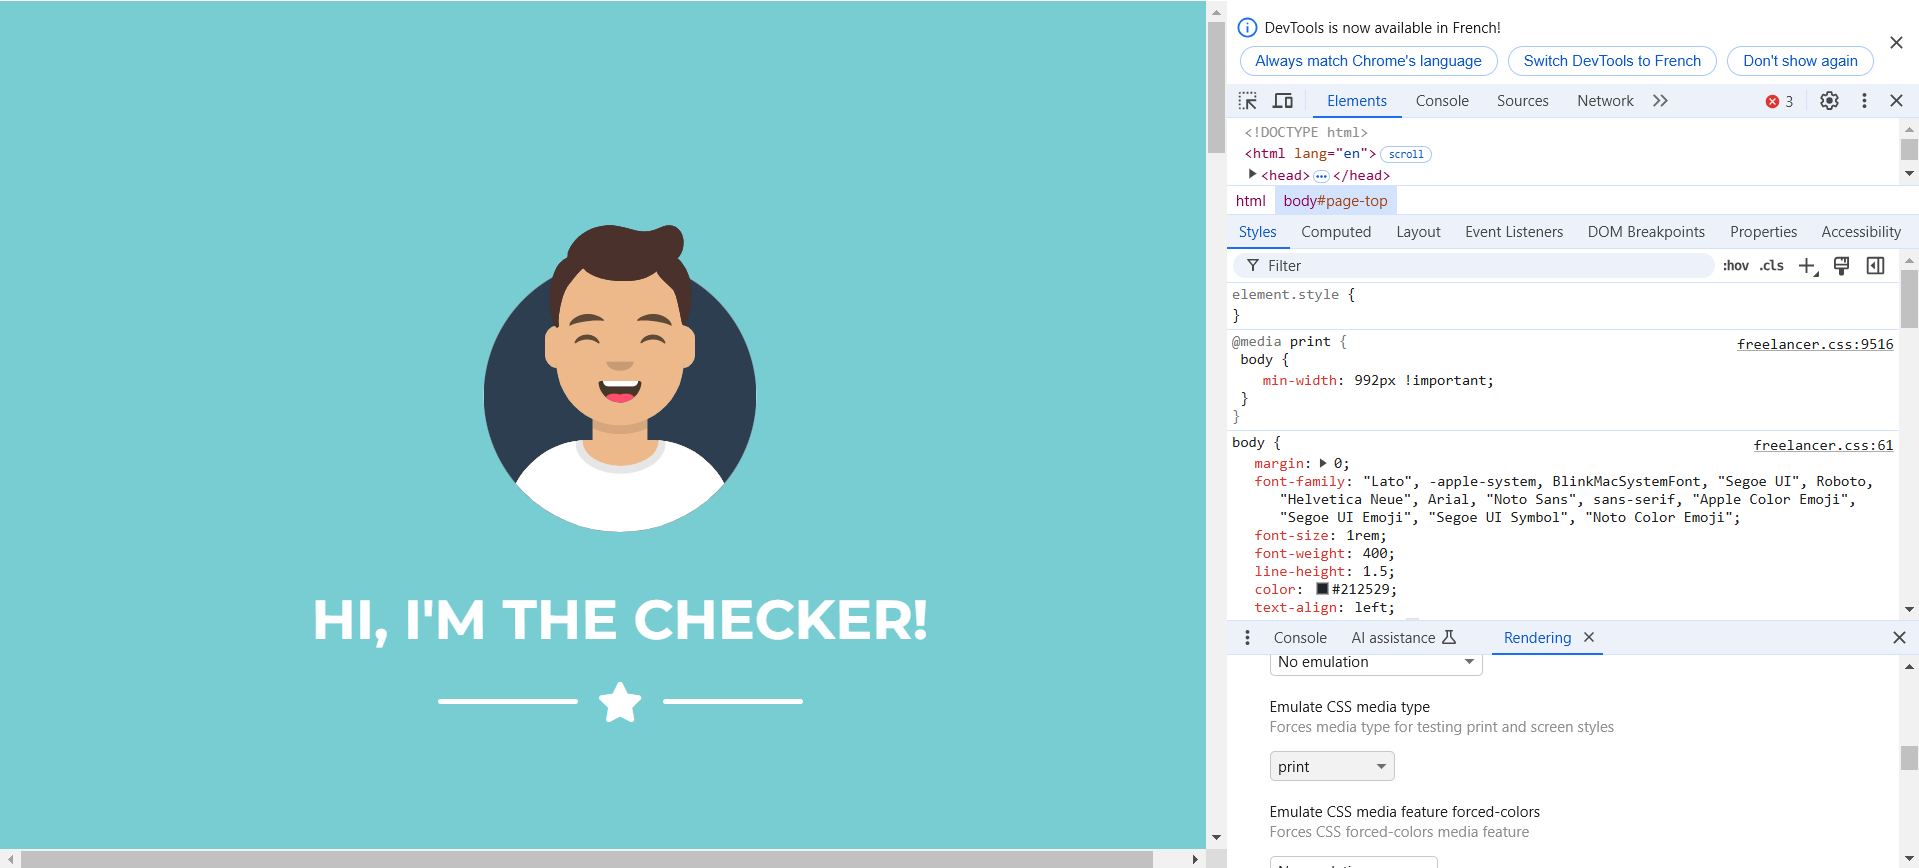 HI, I'M THE CHECKER!
DevTools is now available in French!
Always match Chrome's language Switch DevTools to French Don't show again
Elements Console Sources Network 3
<!DOCTYPE html>
<html lang="en"> scroll
<head> </head>
html body#page-top
Styles Computed Layout Event Listeners DOM Breakpoints Properties Accessibility
Filter :hov .cls
element.style {
}
@media print { freelancer.css:9516
body {
min-width: 992px !important;
}
}
body { freelancer.css:61
margin: 0;
font-family: "Lato", -apple-system, BlinkMacSystemFont, "Segoe UI", Roboto,
"Helvetica Neue", Arial, "Noto Sans", sans-serif, "Apple Color Emoji",
"Segoe UI Emoji", "Segoe UI Symbol", "Noto Color Emoji";
font-size: 1rem;
font-weight: 400;
line-height: 1.5;
color: #212529;
text-align: left;
Console AI assistance Rendering
No emulation
Emulate CSS media type
Forces media type for testing print and screen styles
print
Emulate CSS media feature forced-colors
Forces CSS forced-colors media feature